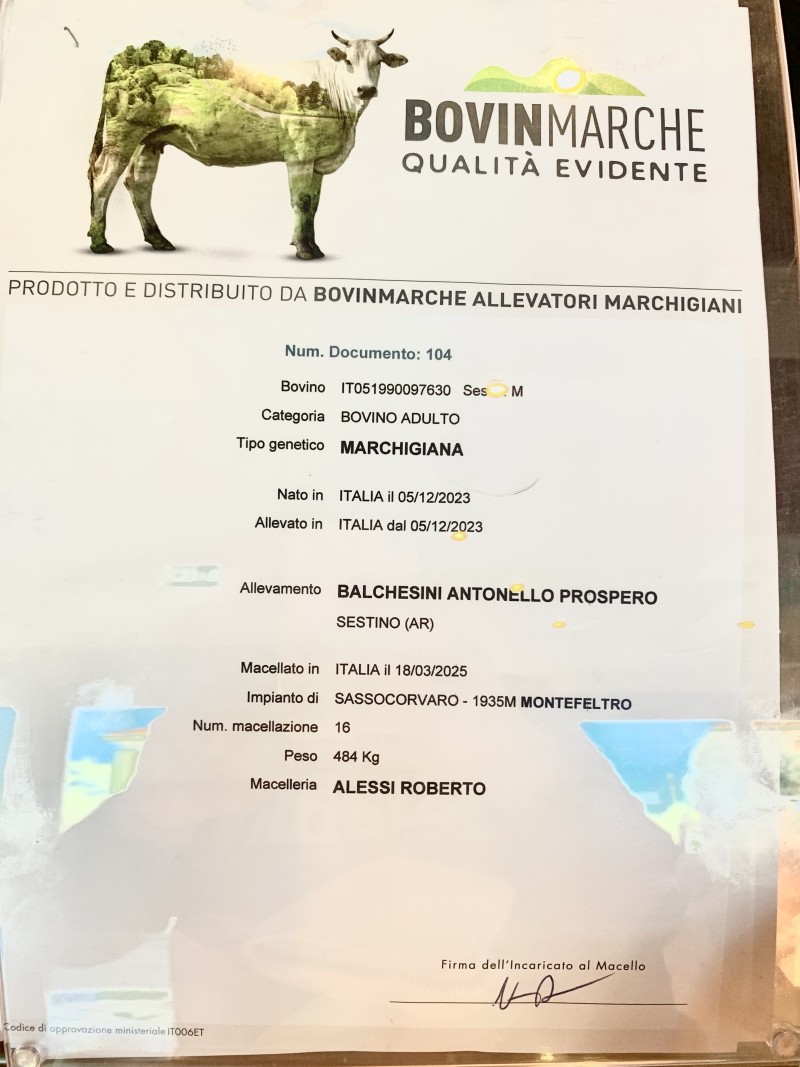 BOVINMARCHE
QUALITÀ EVIDENTE
PRODOTTO E DISTRIBUITO DA BOVINMARCHE ALLEVATORI MARCHIGIANI
Num. Documento: 104
Bovino IT051990097630 M
Categoria BOVINO ADULTO
Tipo genetico MARCHIGIANA
Nato in ITALIA il 05/12/2023
Allevato in ITALIA dal 05/12/2023
Allevamento BALCHESINI ANTONELLO PROSPERO
SESTINO (AR)
Macellato in ITALIA il 18/03/2025
Impianto di SASSOCORVARO - 1935M MONTEFELTRO
Num. macellazione 16
Peso 484 Kg
Macelleria ALESSI ROBERTO
Firma dell'Incaricato al Macello
Codice di approvazione ministeriale IT006ET